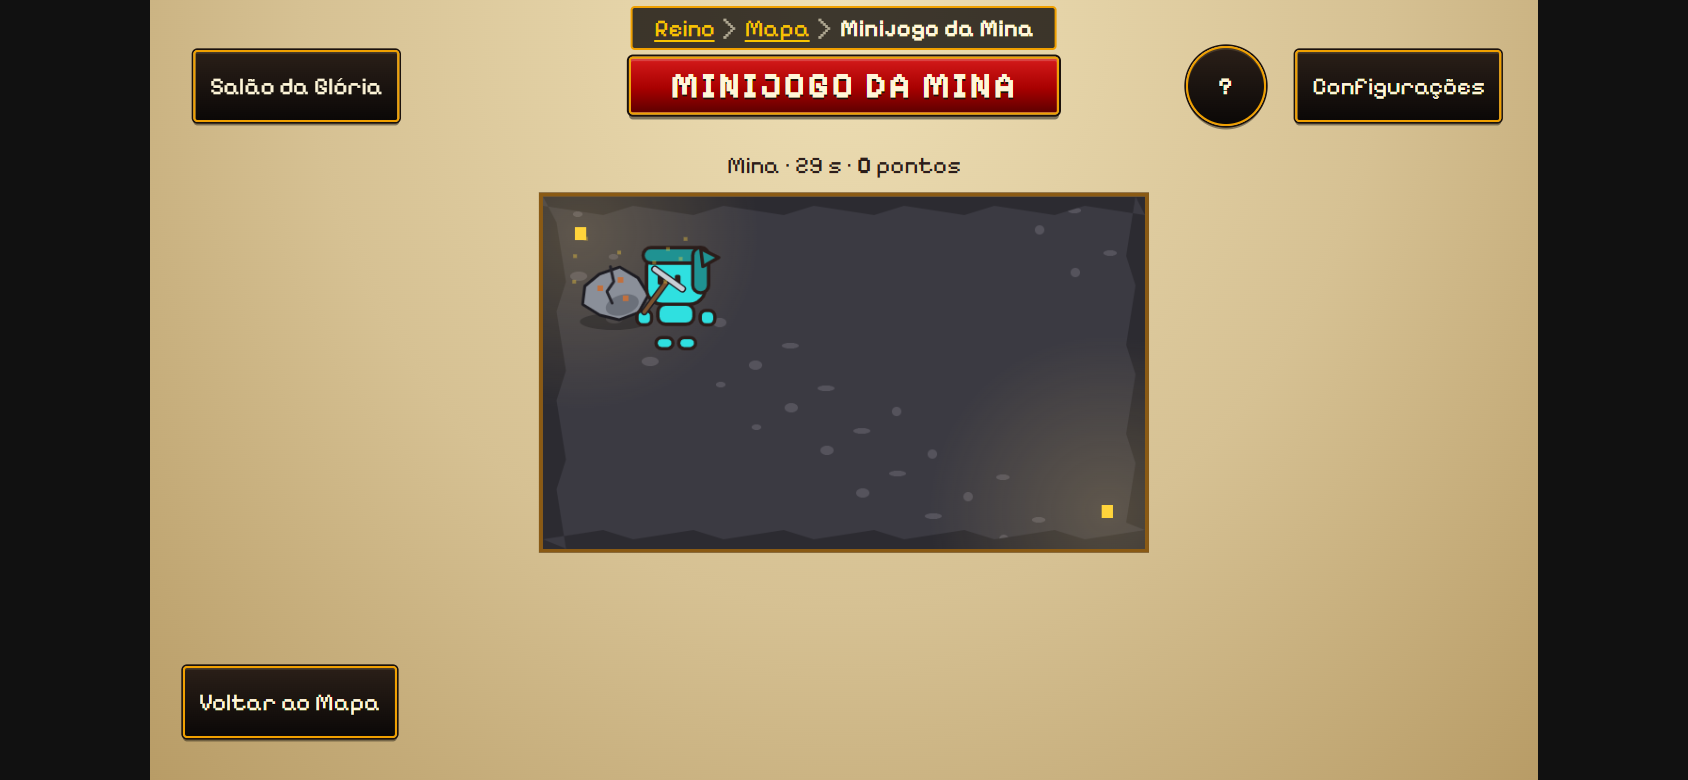 Reino > Mapa > Minijogo da Mina
Salão da Glória
MINIJOGO DA MINA
?
Configurações
Mina · 29 s · 0 pontos
Voltar ao Mapa